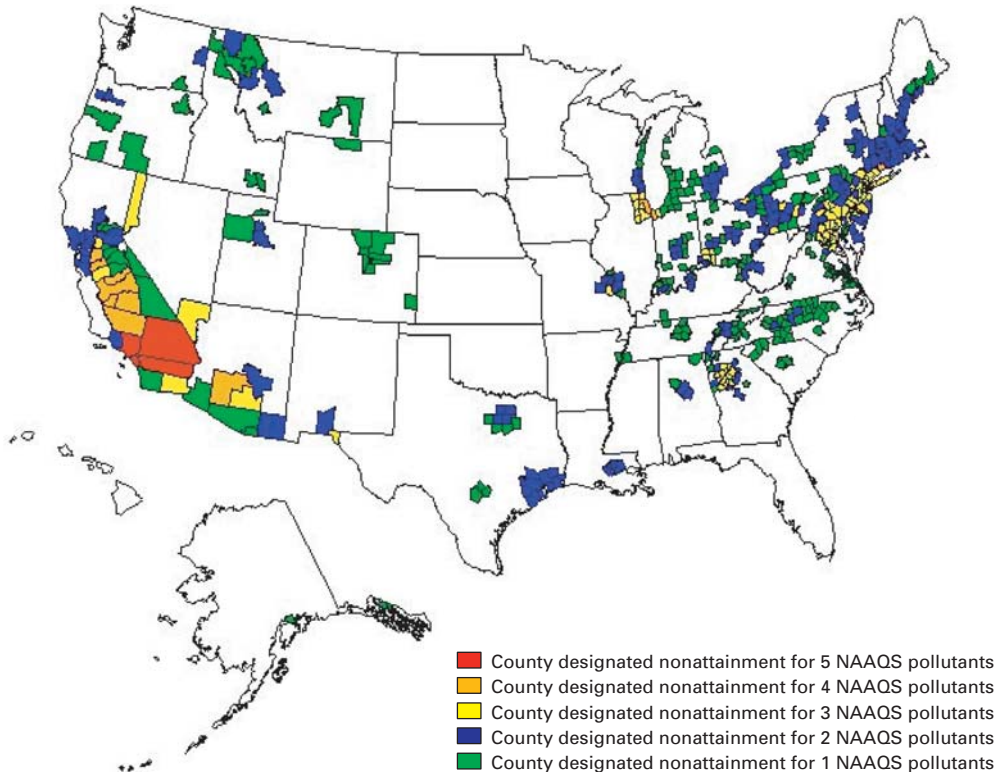 County designated nonattainment for 5 NAAQS pollutants
County designated nonattainment for 4 NAAQS pollutants
County designated nonattainment for 3 NAAQS pollutants
County designated nonattainment for 2 NAAQS pollutants
County designated nonattainment for 1 NAAQS pollutants